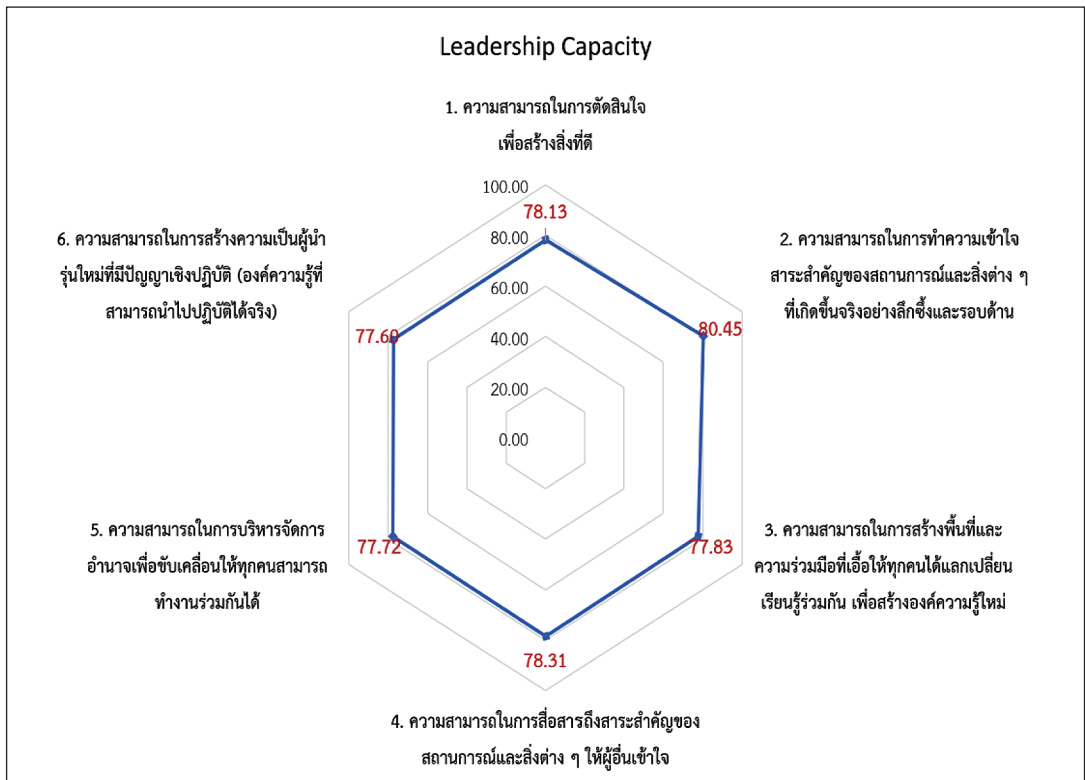 Leadership Capacity
1. ความสามารถในการตัดสินใจ
เพื่อสร้างสิ่งที่ดี
100.00
78.13
80.00
60.00
40.00
20.00
0.00
2. ความสามารถในการทำความเข้าใจ
สาระสำคัญของสถานการณ์และสิ่งต่าง ๆ
ที่เกิดขึ้นจริงอย่างลึกซึ้งและรอบด้าน
80.45
3. ความสามารถในการสร้างพื้นที่และ
ความร่วมมือที่เอื้อให้ทุกคนได้แลกเปลี่ยน
เรียนรู้ร่วมกัน เพื่อสร้างองค์ความรู้ใหม่
77.83
4. ความสามารถในการสื่อสารถึงสาระสำคัญของ
สถานการณ์และสิ่งต่าง ๆ ให้ผู้อื่นเข้าใจ
78.31
5. ความสามารถในการบริหารจัดการ
อำนาจเพื่อขับเคลื่อนให้ทุกคนสามารถ
ทำงานร่วมกันได้
77.72
6. ความสามารถในการสร้างความเป็นผู้นำ
รุ่นใหม่ที่มีปัญญาเชิงปฏิบัติ (องค์ความรู้ที่
สามารถนำไปปฏิบัติได้จริง)